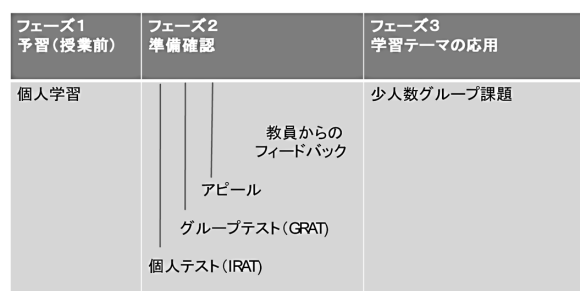 フェーズ1
予習(授業前)
フェーズ2
準備確認
フェーズ3
学習テーマの応用
個人学習
教員からの
フィードバック
アピール
グループテスト(GRAT)
個人テスト(IRAT)
少人数グループ課題